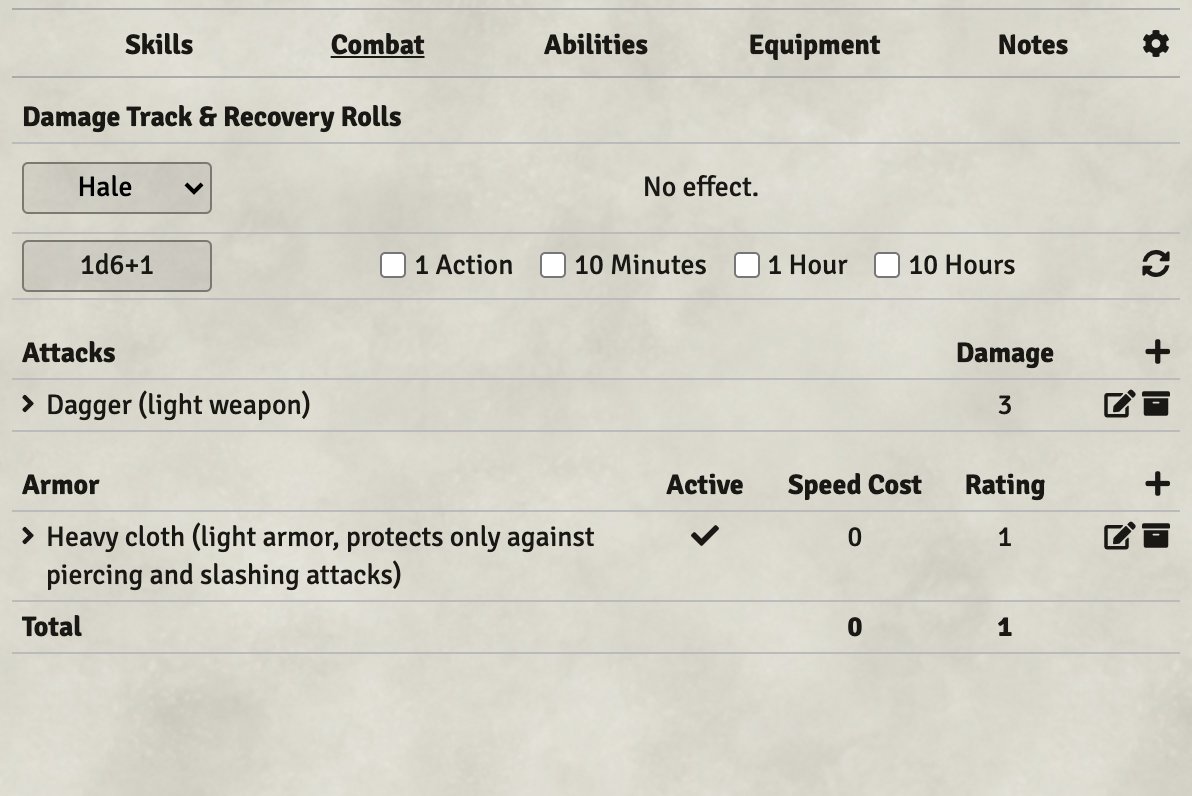 Skills Combat Abilities Equipment Notes
Damage Track & Recovery Rolls
Hale No effect.
1d6+1 1 Action 10 Minutes 1 Hour 10 Hours
Attacks Damage
Dagger (light weapon) 3
Armor Active Speed Cost Rating
Heavy cloth (light armor, protects only against 0 1
piercing and slashing attacks)
Total 0 1